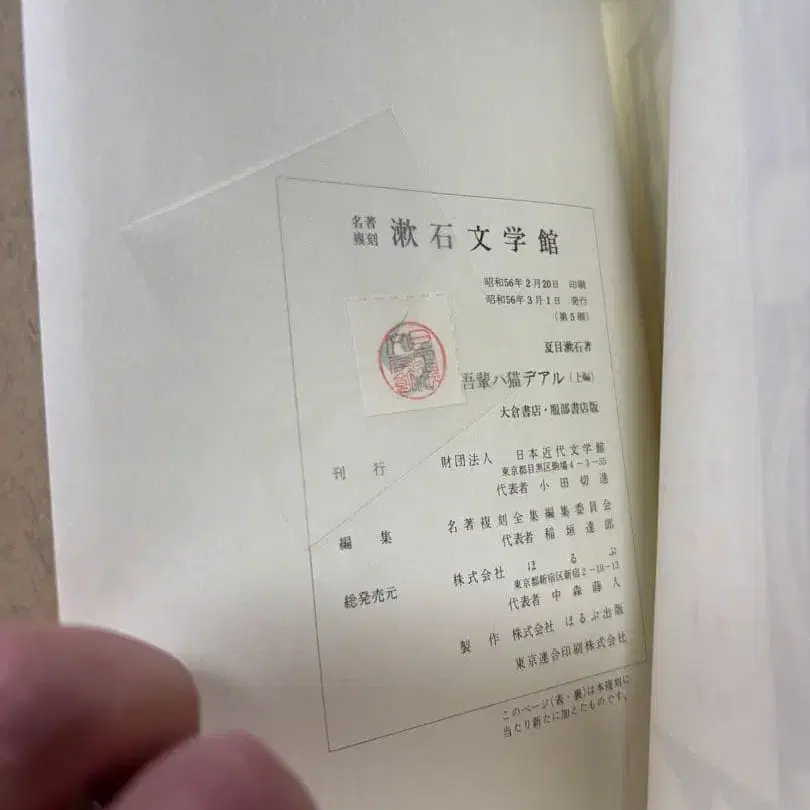 名著
複刻 漱石文学館
昭和56年2月20日 印刷
昭和56年3月1日 発行
(第5刷)
夏目漱石著
吾輩ハ猫デアル(上編)
大倉書店・服部書店版
刊行 財団法人 日本近代文学館
東京都目黒区駒場4-3-55
代表者 小田切進
編集 名著複刻全集編集委員会
代表者 稲垣達郎
総発売元 株式会社 ほるぷ
東京都新宿区新宿2-19-13
代表者 中森蒔人
製作 株式会社 ほるぷ出版
東京連合印刷株式会社
このページ(表・裏)は本複刻に
当たり新たに加えたものです。